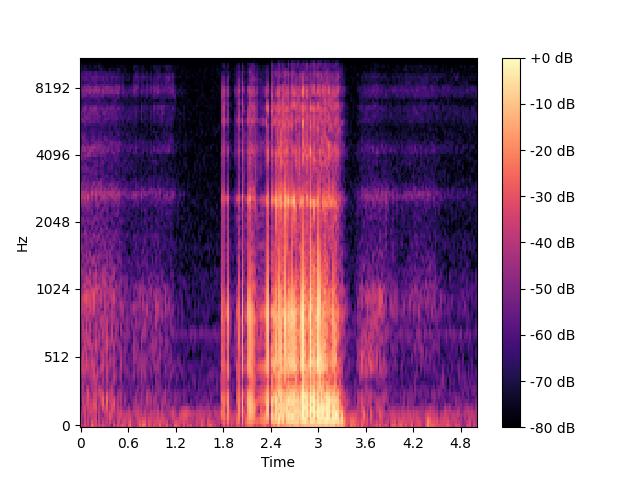 +0 dB
8192
-10 dB
4096
-20 dB
-30 dB
2048
Hz
-40 dB
1024
-50 dB
-60 dB
512
-70 dB
0
-80 dB
0 0.6 1.2 1.8 2.4 3 3.6 4.2 4.8
Time